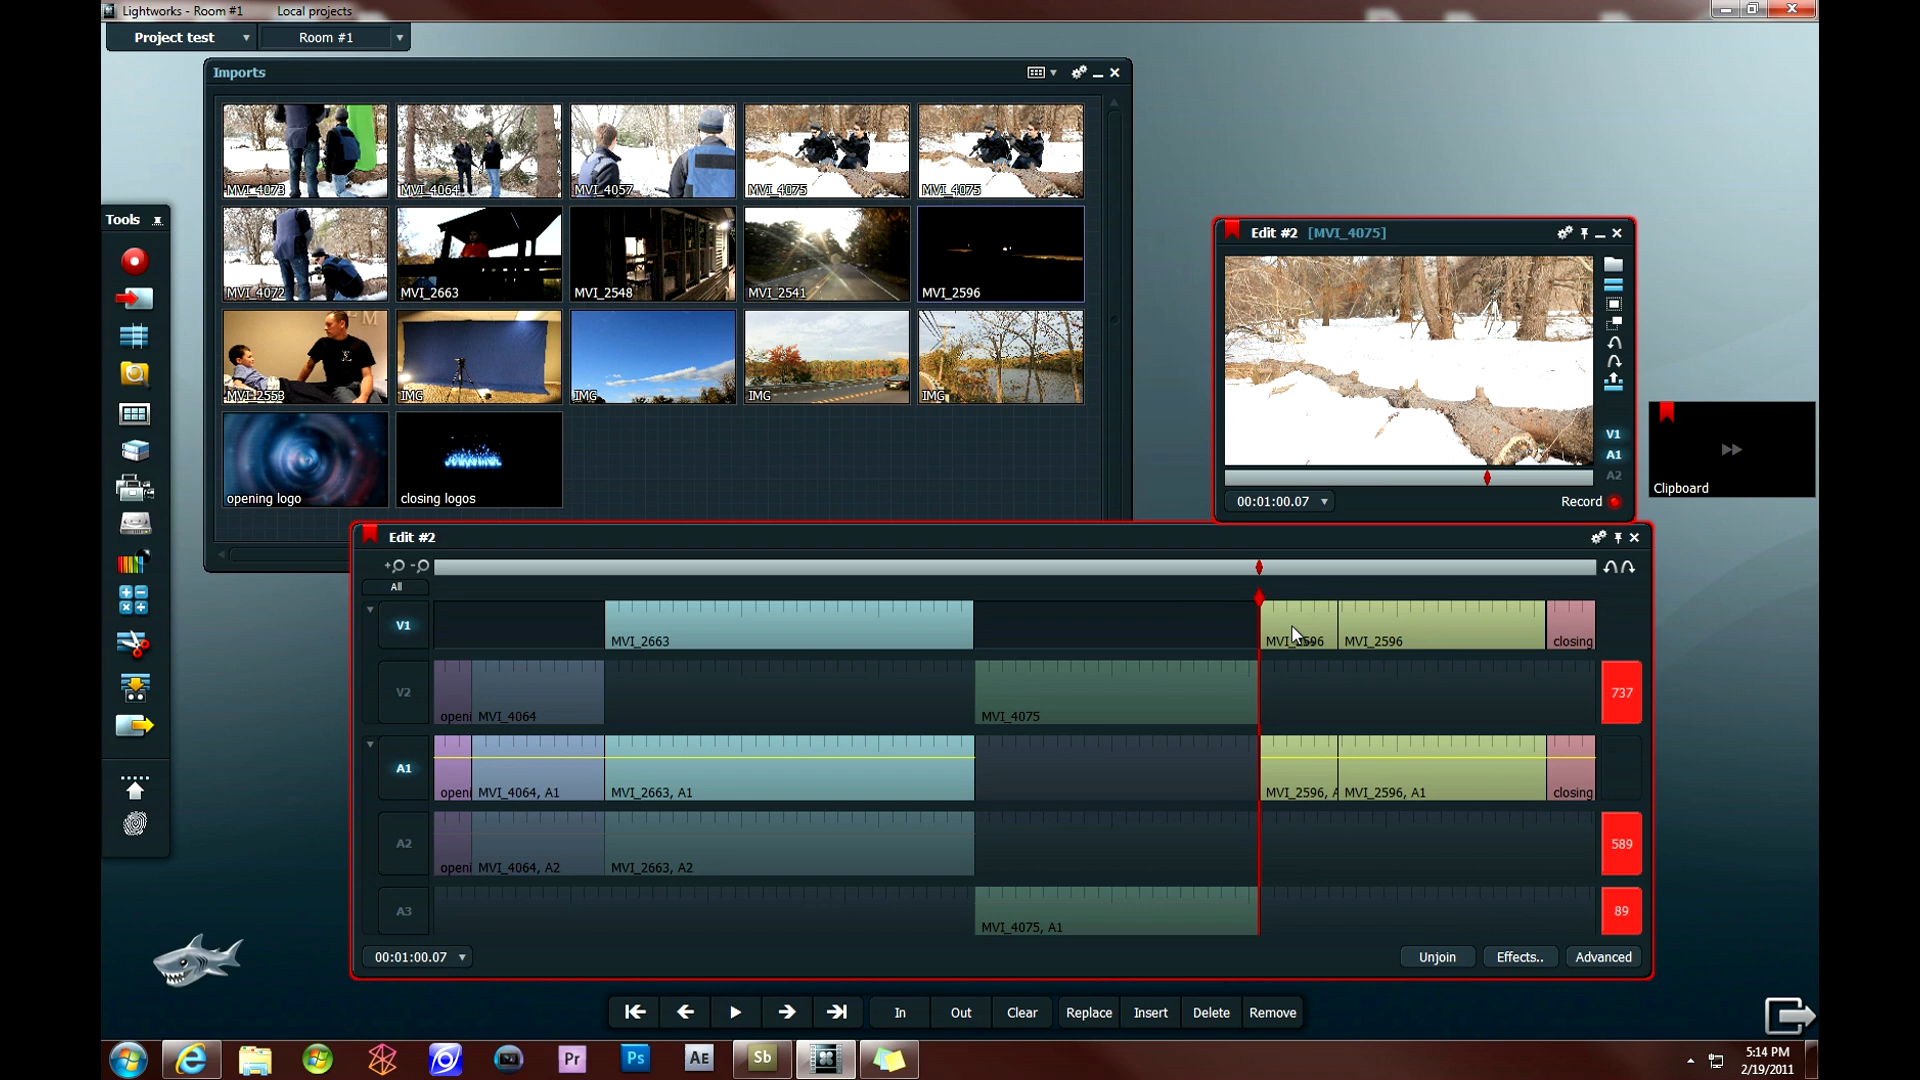 Lightworks - Room #1 Local projects
Project test Room #1
Imports
MVI_4073 MVI_4064 MVI_4057 MVI_4075 MVI_4075
MVI_4072 MVI_2663 MVI_2548 MVI_2541 MVI_2596
MVI_2553 IMG IMG IMG IMG
opening logo closing logos
Tools
Edit #2 [MVI_4075]
V1
A1
A2
00:01:00.07 Record
Clipboard
Edit #2
All
V1 MVI_2663 MVI_2596 MVI_2596 closing
V2 openi MVI_4064 MVI_4075 737
A1 openi MVI_4064, A1 MVI_2663, A1 MVI_2596, A MVI_2596, A1 closing
A2 openi MVI_4064, A2 MVI_2663, A2 589
A3 MVI_4075, A1 89
00:01:00.07 Unjoin Effects.. Advanced
In Out Clear Replace Insert Delete Remove
Pr Ps AE Sb
5:14 PM
2/19/2011